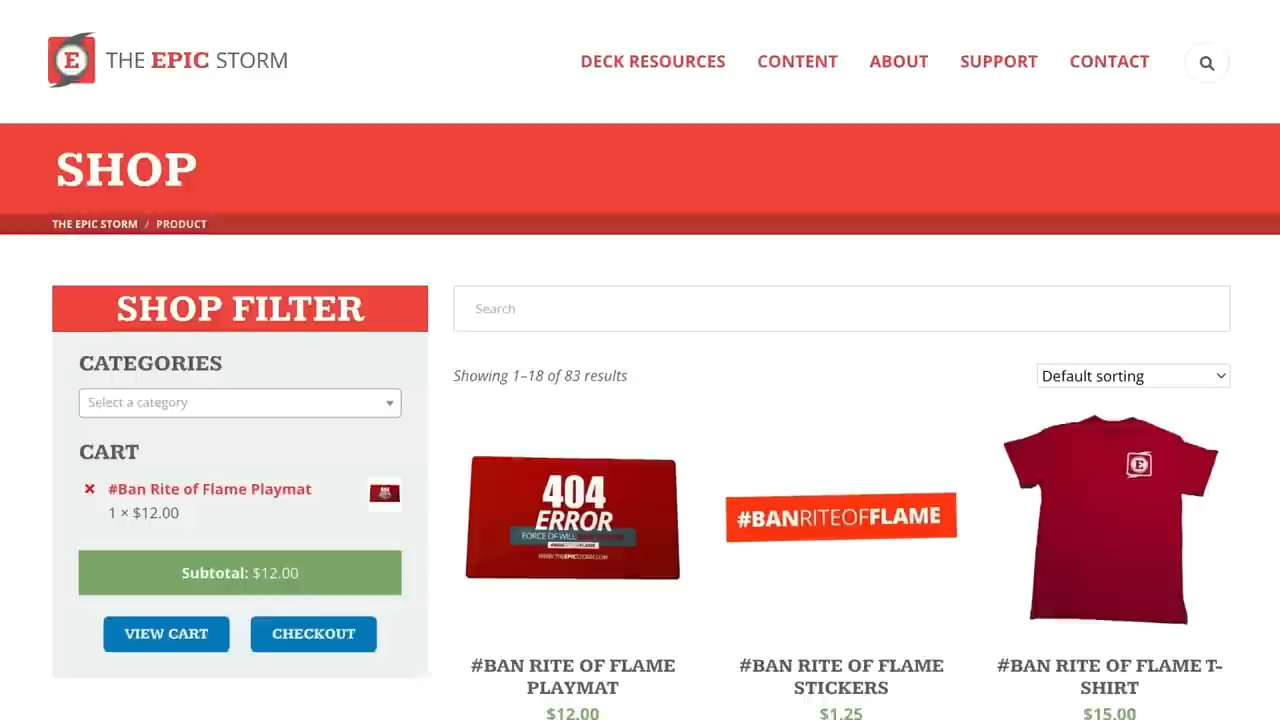 E THE EPIC STORM
DECK RESOURCES CONTENT ABOUT SUPPORT CONTACT
SHOP
THE EPIC STORM / PRODUCT
SHOP FILTER
CATEGORIES
Select a category
CART
× #Ban Rite of Flame Playmat
1 × $12.00
Subtotal: $12.00
VIEW CART CHECKOUT
Search
Showing 1–18 of 83 results
Default sorting
404
ERROR
FORCE OF WILL
WWW.THEEPICSTORM.COM
#BAN RITE OF FLAME
PLAYMAT
$12.00
#BANRITEOFFLAME
#BAN RITE OF FLAME
STICKERS
$1.25
E
#BAN RITE OF FLAME T-
SHIRT
$15.00